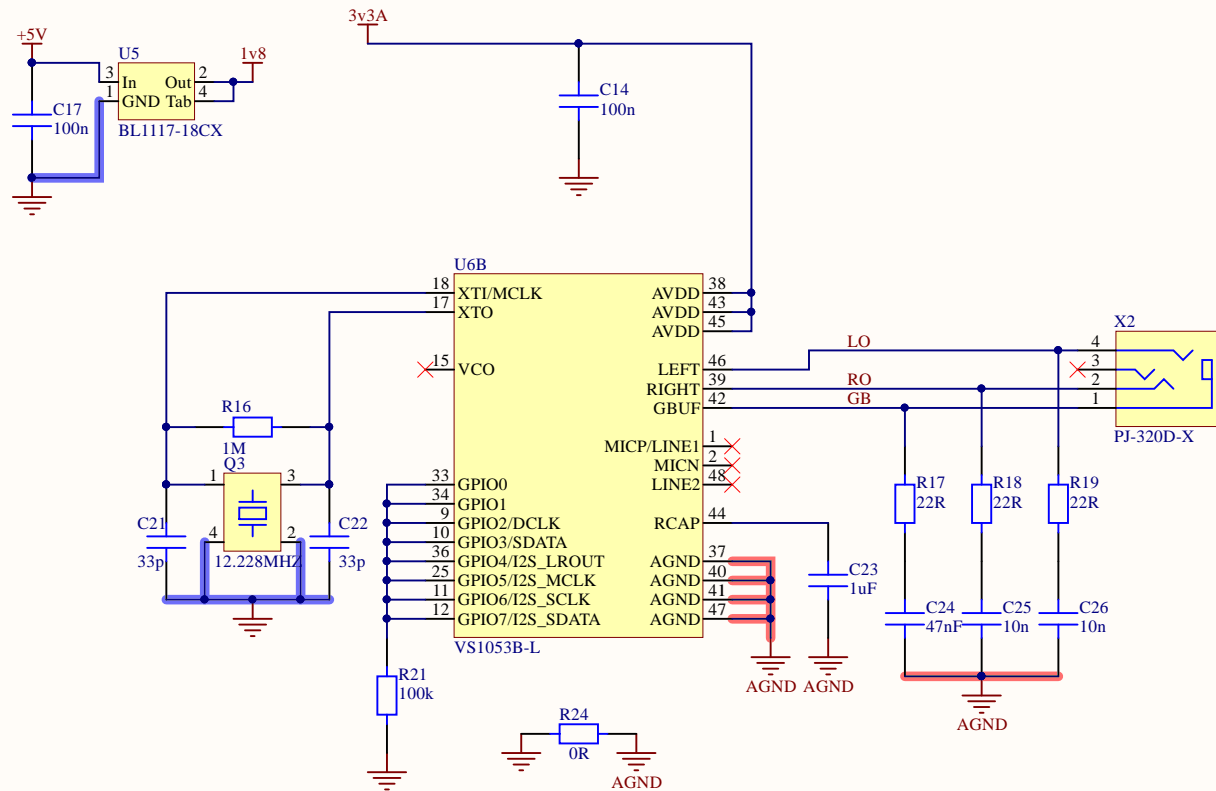 +5V
U5
3
In
Out
2
1
GND
Tab
4
BL1117-18CX
1v8
C17
100n
3v3A
C14
100n
U6B
18
XTI/MCLK
17
XTO
15
VCO
33
GPIO0
34
GPIO1
9
GPIO2/DCLK
10
GPIO3/SDATA
36
GPIO4/I2S_LROUT
25
GPIO5/I2S_MCLK
11
GPIO6/I2S_SCLK
12
GPIO7/I2S_SDATA
AVDD
38
AVDD
43
AVDD
45
LEFT
46
RIGHT
39
GBUF
42
MICP/LINE1
1
MICN
2
LINE2
48
RCAP
44
AGND
37
AGND
40
AGND
41
AGND
47
VS1053B-L
R16
1M
Q3
1
3
4
2
12.228MHZ
C21
33p
C22
33p
R21
100k
R24
0R
AGND
C23
1uF
AGND
AGND
LO
RO
GB
X2
4
3
2
1
PJ-320D-X
R17
22R
R18
22R
R19
22R
C24
47nF
C25
10n
C26
10n
AGND